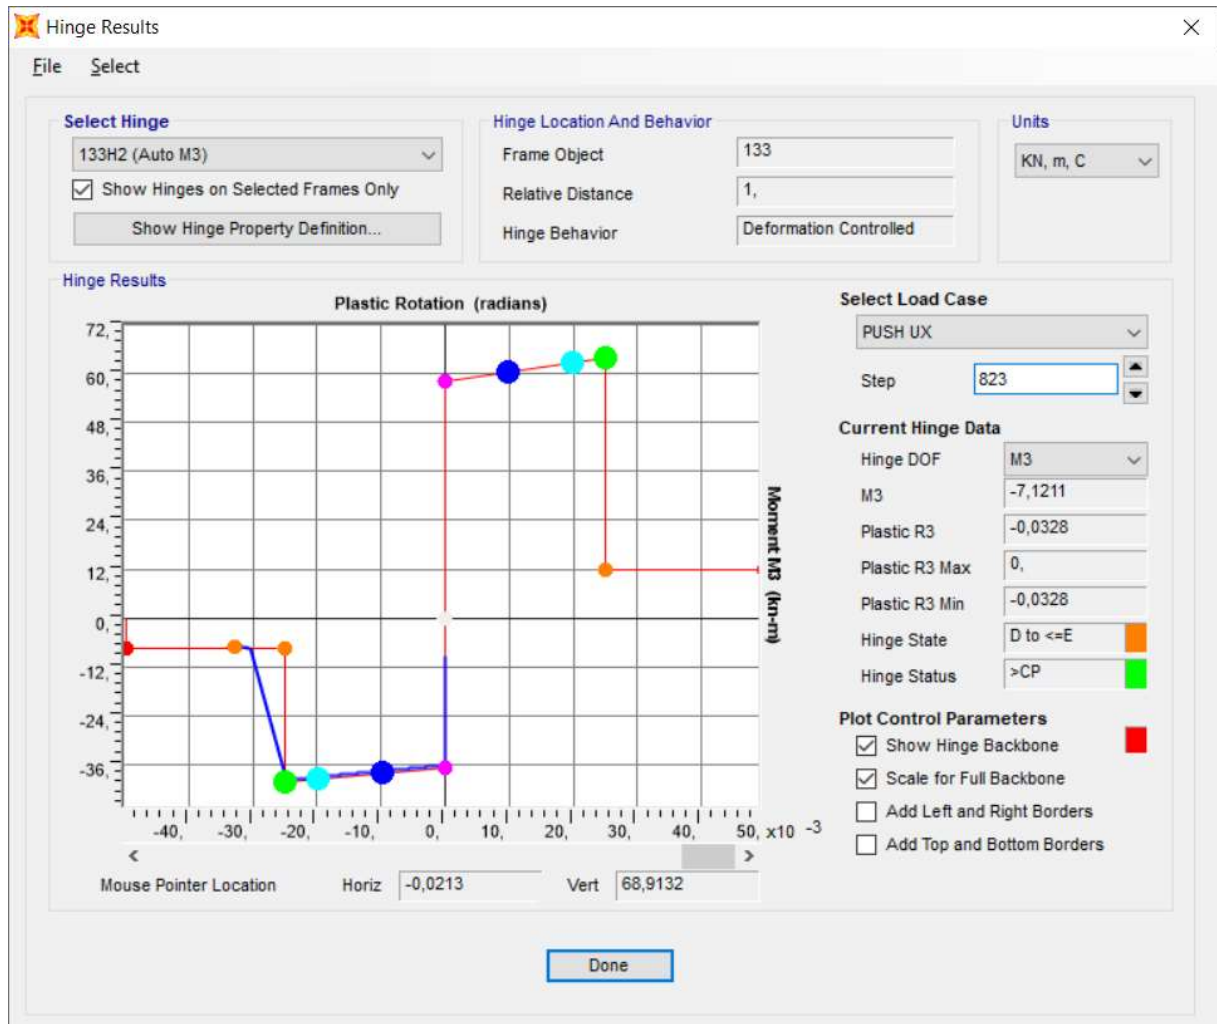 Hinge Results
File Select
Select Hinge
133H2 (Auto M3)
Show Hinges on Selected Frames Only
Show Hinge Property Definition...
Hinge Location And Behavior
Frame Object 133
Relative Distance 1,
Hinge Behavior Deformation Controlled
Units
KN, m, C
Hinge Results
Plastic Rotation (radians)
72,
60,
48,
36,
24,
12,
0,
-12,
-24,
-36,
-40, -30, -20, -10, 0, 10, 20, 30, 40, 50, x10 -3
Moment M3 (kn-m)
Mouse Pointer Location Horiz -0,0213 Vert 68,9132
Select Load Case
PUSH UX
Step 823
Current Hinge Data
Hinge DOF M3
M3 -7,1211
Plastic R3 -0,0328
Plastic R3 Max 0,
Plastic R3 Min -0,0328
Hinge State D to <=E
Hinge Status >CP
Plot Control Parameters
Show Hinge Backbone
Scale for Full Backbone
Add Left and Right Borders
Add Top and Bottom Borders
Done